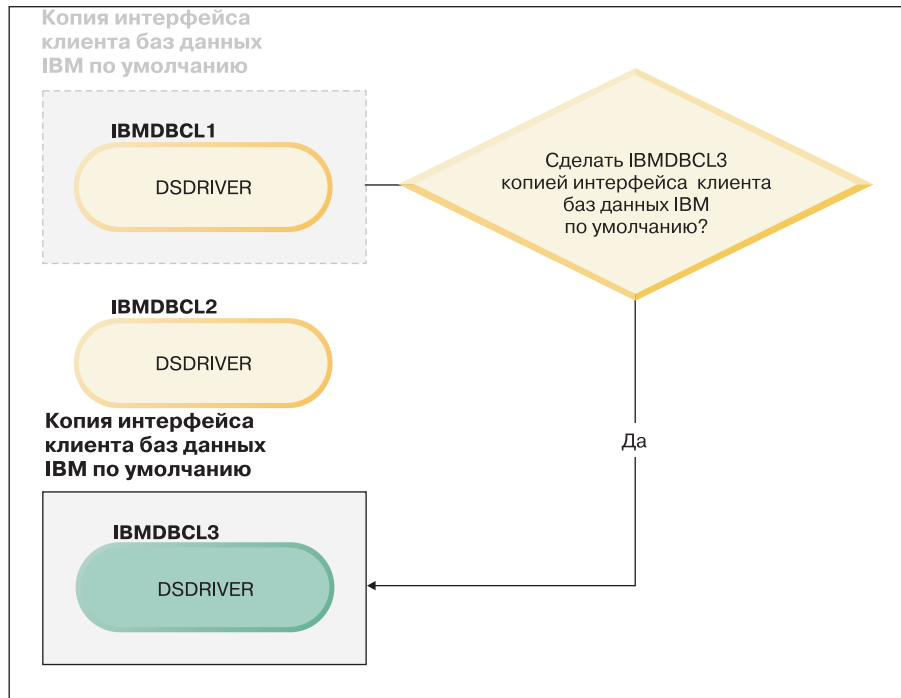 Копия интерфейса
клиента баз данных
IBM по умолчанию
IBMDBCL1
DSDRIVER
Сделать IBMDBCL3
копией интерфейса клиента
баз данных IBM
по умолчанию?
IBMDBCL2
DSDRIVER
Копия интерфейса
клиента баз данных
IBM по умолчанию
Да
IBMDBCL3
DSDRIVER